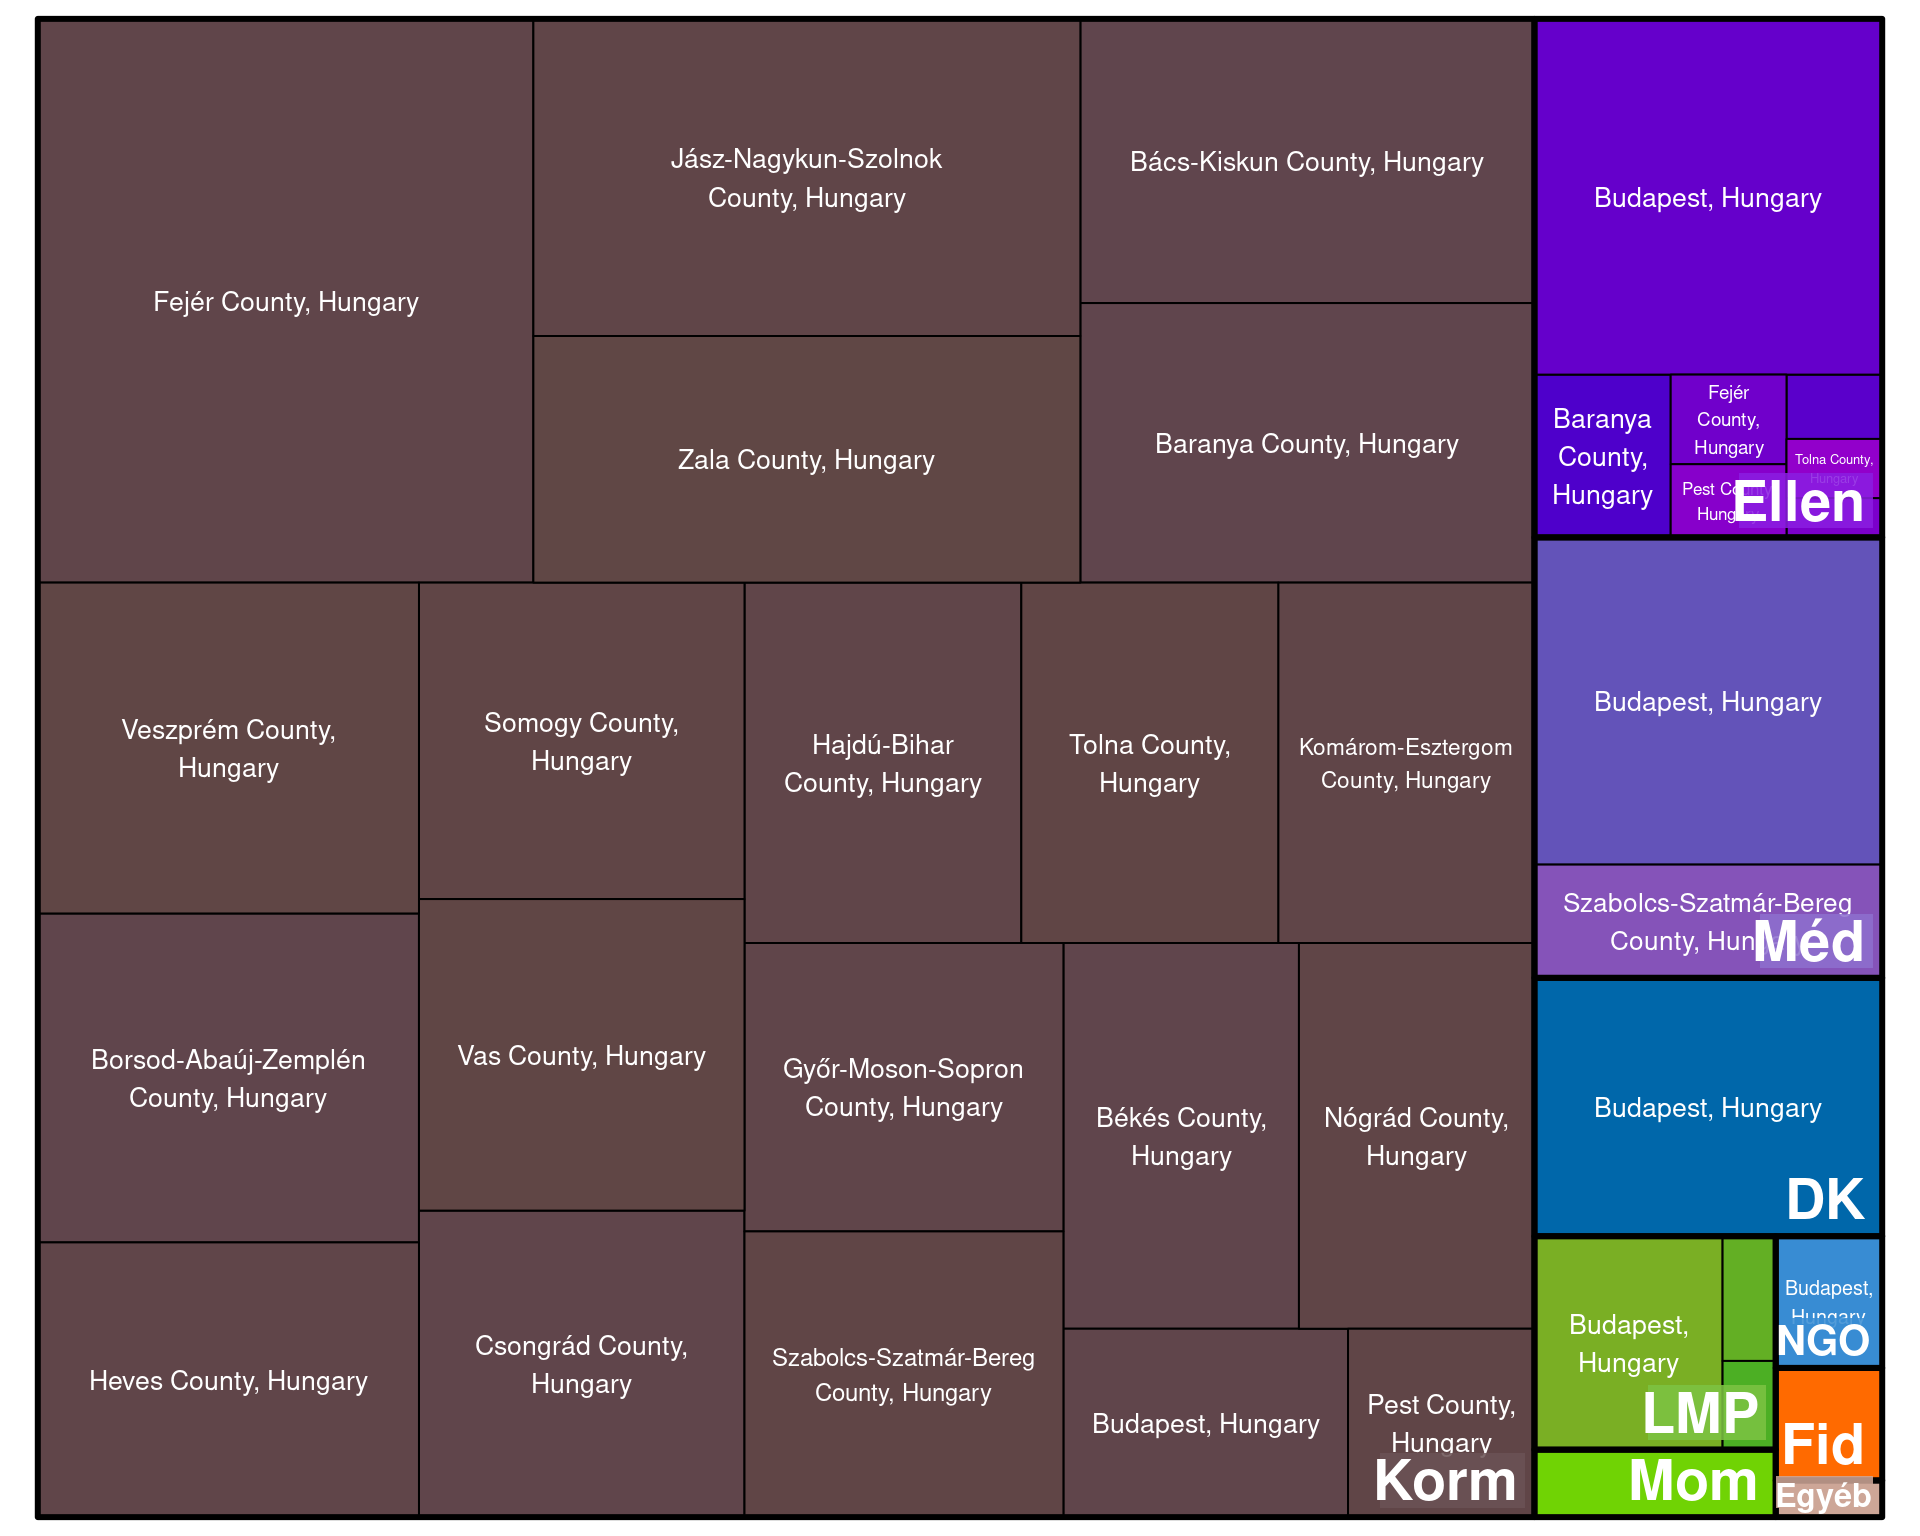 Fejér County, Hungary
Jász-Nagykun-Szolnok
County, Hungary
Zala County, Hungary
Bács-Kiskun County, Hungary
Baranya County, Hungary
Veszprém County,
Hungary
Borsod-Abaúj-Zemplén
County, Hungary
Heves County, Hungary
Somogy County,
Hungary
Vas County, Hungary
Csongrád County,
Hungary
Hajdú-Bihar
County, Hungary
Tolna County,
Hungary
Komárom-Esztergom
County, Hungary
Győr-Moson-Sopron
County, Hungary
Szabolcs-Szatmár-Bereg
County, Hungary
Békés County,
Hungary
Nógrád County,
Hungary
Budapest, Hungary
Pest County,
Hungary
Korm
Budapest, Hungary
Baranya
County,
Hungary
Fejér
County,
Hungary
Pest County,
Hungary
Tolna County,
Hungary
Ellen
Budapest, Hungary
Szabolcs-Szatmár-Bereg
County, Hungary
Méd
Budapest, Hungary
DK
Budapest,
Hungary
LMP
Mom
Budapest,
Hungary
NGO
Fid
Egyéb